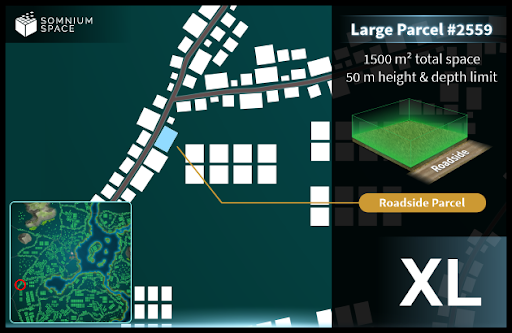 SOMNIUM
SPACE
Large Parcel #2559
1500 m² total space
50 m height & depth limit
Roadside
Roadside Parcel
XL